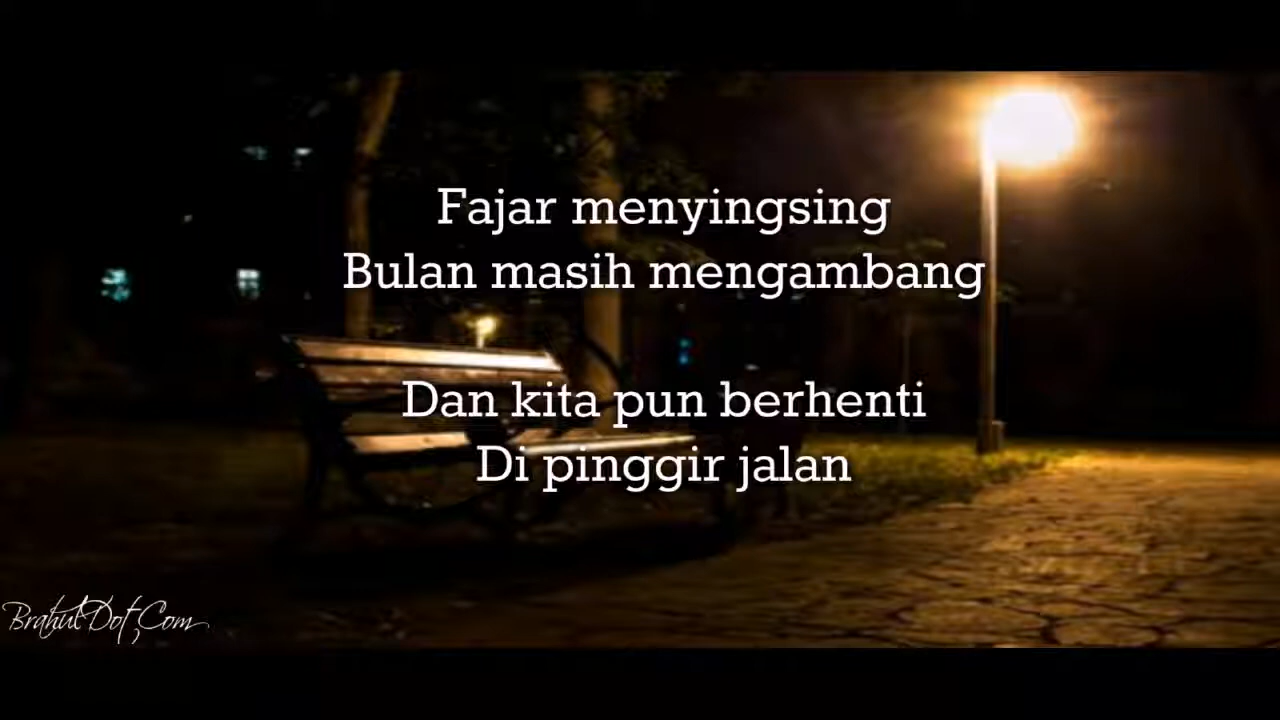 Fajar menyingsing
Bulan masih mengambang
Dan kita pun berhenti
Di pinggir jalan
BrahulDot,Com